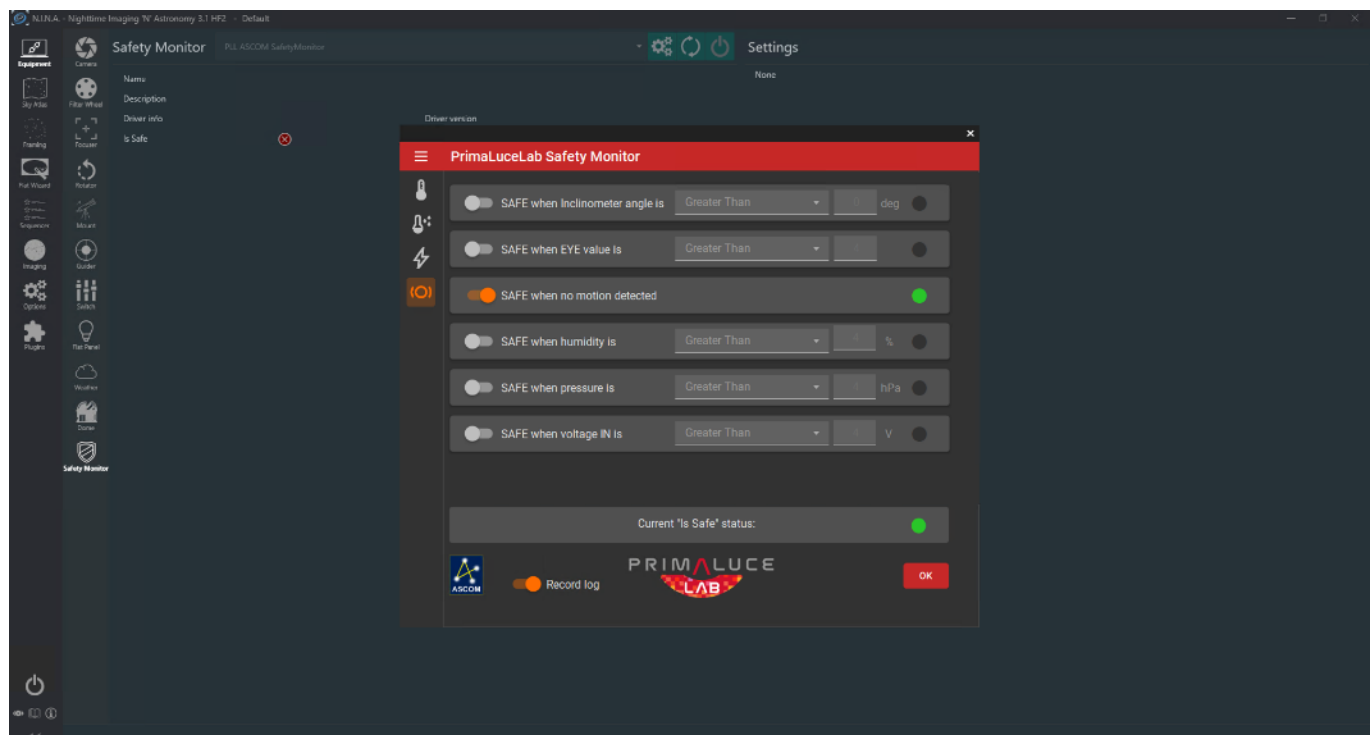 N.I.N.A. - Nighttime Imaging 'N' Astronomy 3.1 HF2 - Default
Equipment
Camera
Safety Monitor
PLL ASCOM SafetyMonitor
Settings
Name
None
Sky Atlas
Filter Wheel
Description
Driver info
Driver version
Is Safe
Framing
Focuser
PrimaLuceLab Safety Monitor
Flat Wizard
Rotator
SAFE when Inclinometer angle is Greater Than 0 deg
Sequencer
Mount
SAFE when EYE value is Greater Than
Imaging
Guider
SAFE when no motion detected
Options
Switch
SAFE when humidity is Greater Than %
Plugins
Flat Panel
SAFE when pressure is Greater Than hPa
Weather
SAFE when voltage IN is Greater Than V
Dome
Safety Monitor
Current "Is Safe" status:
PRIMALUCE
LAB
ASCOM
Record log
OK